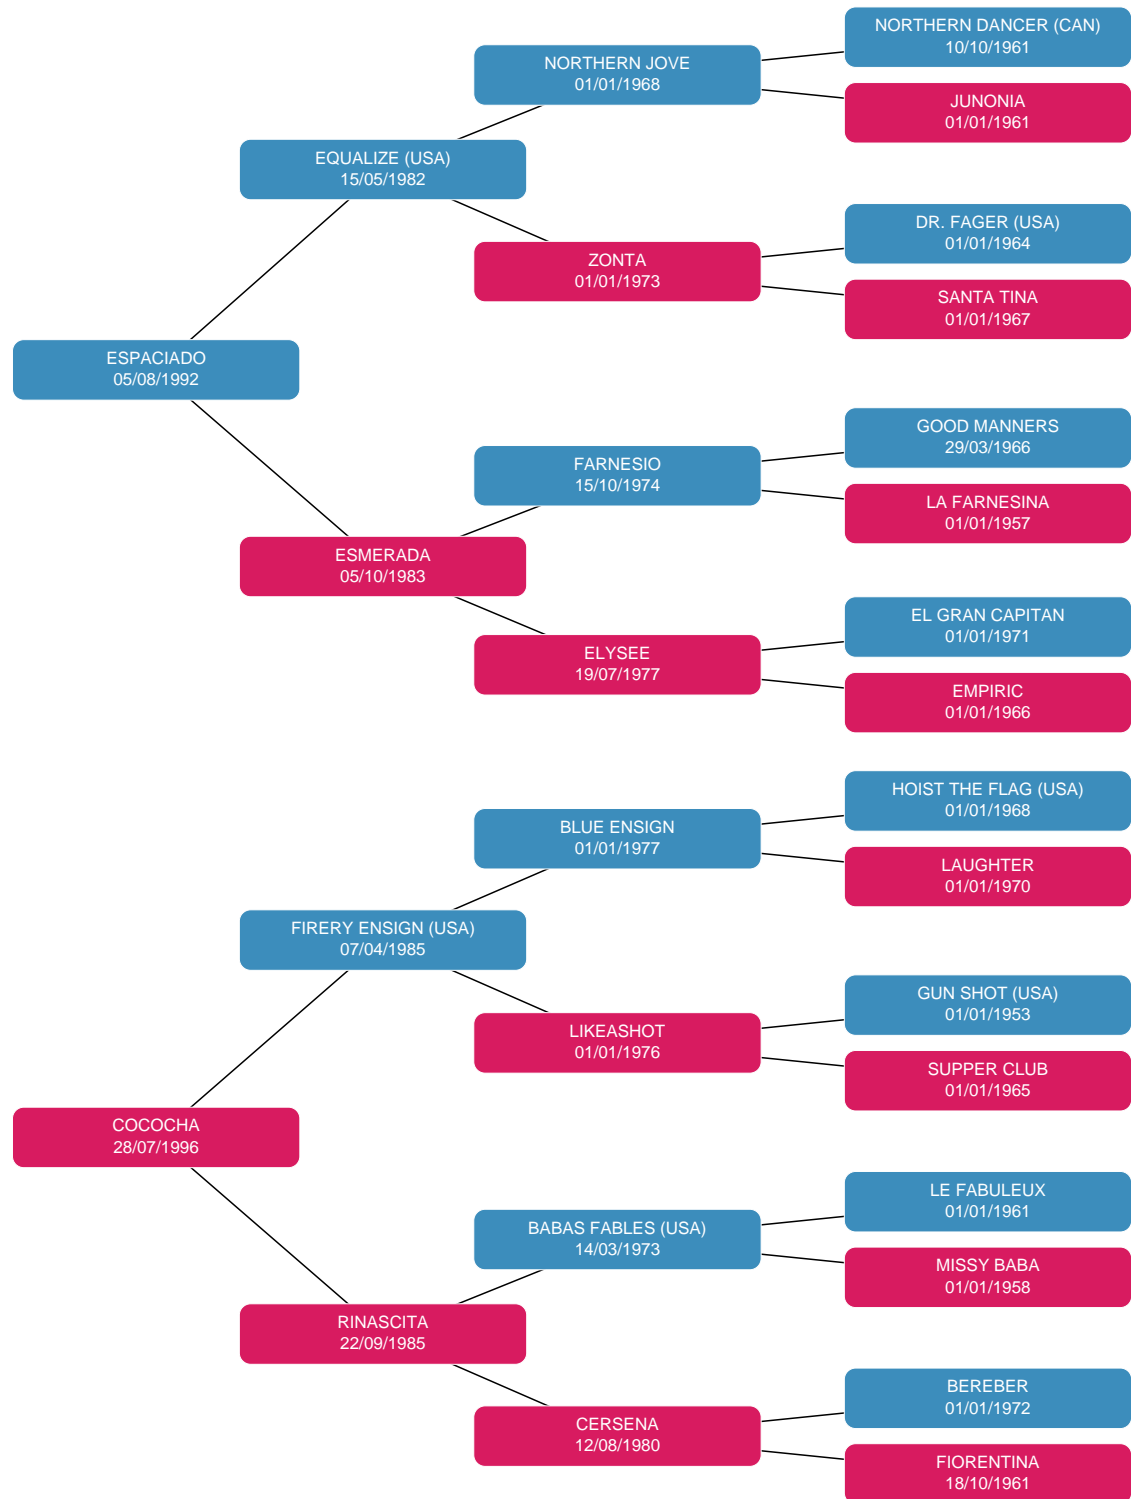 NORTHERN DANCER (CAN)
10/10/1961
NORTHERN JOVE
01/01/1968
JUNONIA
01/01/1961
EQUALIZE (USA)
15/05/1982
DR. FAGER (USA)
01/01/1964
ZONTA
01/01/1973
SANTA TINA
01/01/1967
ESPACIADO
05/08/1992
GOOD MANNERS
29/03/1966
FARNESIO
15/10/1974
LA FARNESINA
01/01/1957
ESMERADA
05/10/1983
EL GRAN CAPITAN
01/01/1971
ELYSEE
19/07/1977
EMPIRIC
01/01/1966
HOIST THE FLAG (USA)
01/01/1968
BLUE ENSIGN
01/01/1977
LAUGHTER
01/01/1970
FIRERY ENSIGN (USA)
07/04/1985
GUN SHOT (USA)
01/01/1953
LIKEASHOT
01/01/1976
SUPPER CLUB
01/01/1965
COCOCHA
28/07/1996
LE FABULEUX
01/01/1961
BABAS FABLES (USA)
14/03/1973
MISSY BABA
01/01/1958
RINASCITA
22/09/1985
BEREBER
01/01/1972
CERSENA
12/08/1980
FIORENTINA
18/10/1961